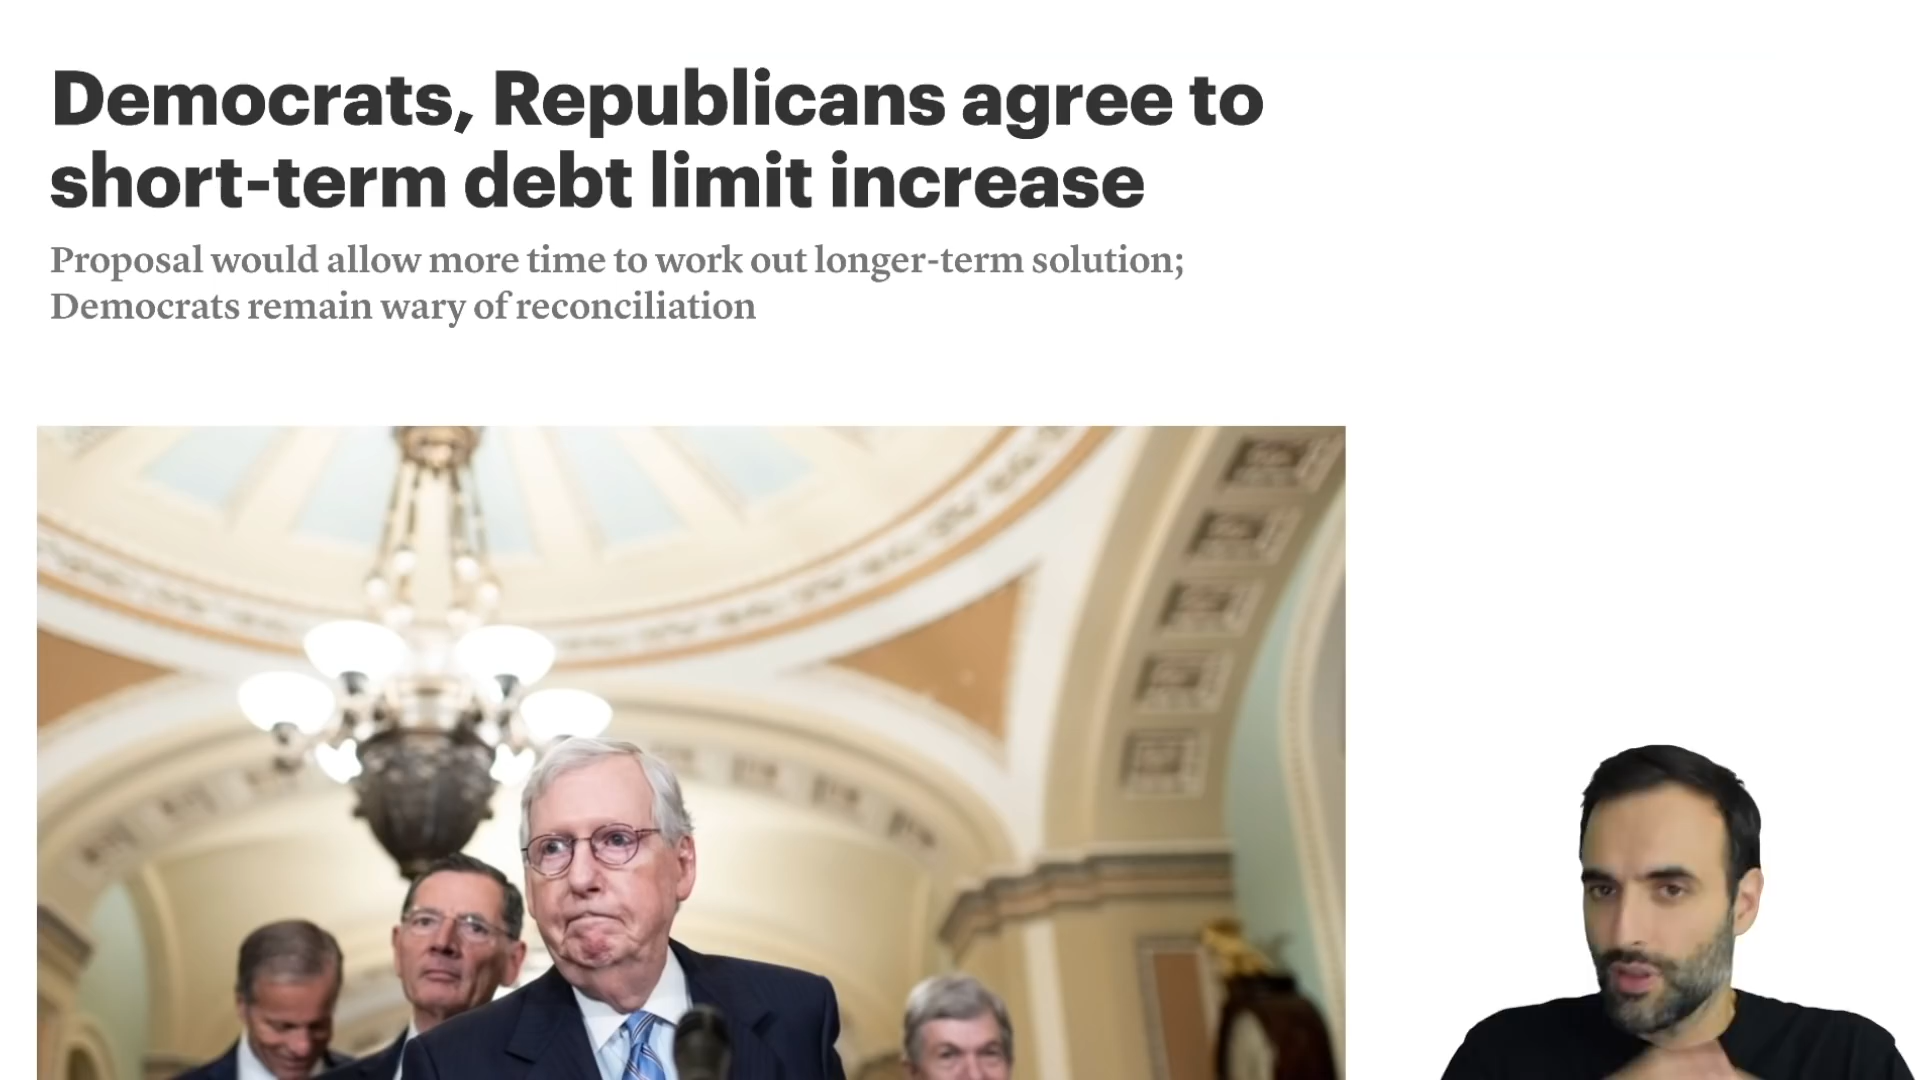 Democrats, Republicans agree to
short-term debt limit increase
Proposal would allow more time to work out longer-term solution;
Democrats remain wary of reconciliation